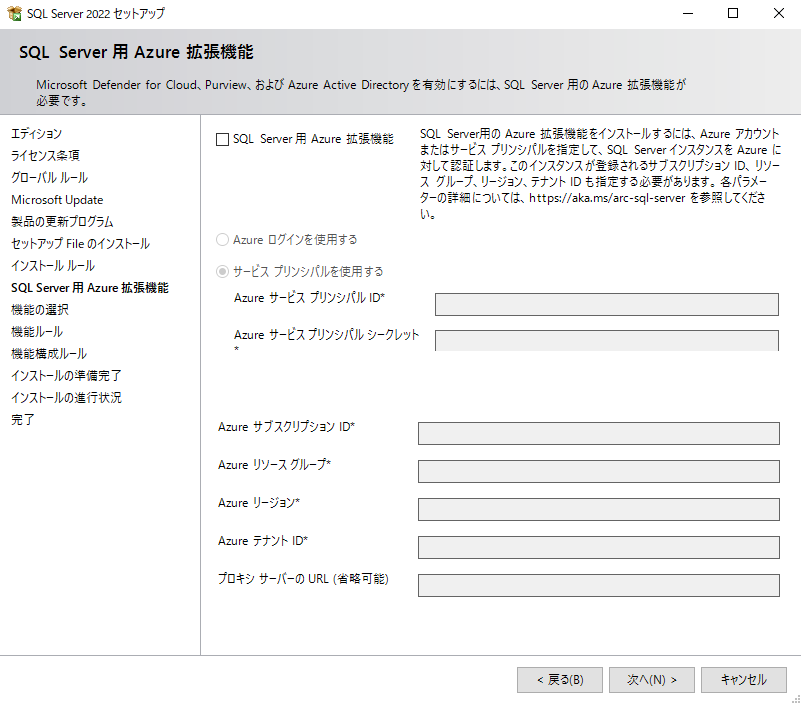 SQL Server 2022 セットアップ
SQL Server 用 Azure 拡張機能
Microsoft Defender for Cloud、Purview、および Azure Active Directory を有効にするには、SQL Server 用の Azure 拡張機能が
必要です。
エディション
ライセンス条項
グローバル ルール
Microsoft Update
製品の更新プログラム
セットアップ File のインストール
インストール ルール
SQL Server 用 Azure 拡張機能
機能の選択
機能ルール
機能構成ルール
インストールの準備完了
インストールの進行状況
完了
SQL Server 用 Azure 拡張機能
SQL Server用の Azure 拡張機能をインストールするには、Azure アカウント
またはサービス プリンシパルを指定して、SQL Server インスタンスを Azure に
対して認証します。このインスタンスが登録されるサブスクリプション ID、リソー
ス グループ、リージョン、テナント ID も指定する必要があります。各パラメー
ターの詳細については、https://aka.ms/arc-sql-server を参照してくださ
い。
Azure ログインを使用する
サービス プリンシパルを使用する
Azure サービス プリンシパル ID*
Azure サービス プリンシパル シークレット
*
Azure サブスクリプション ID*
Azure リソース グループ*
Azure リージョン*
Azure テナント ID*
プロキシ サーバーの URL (省略可能)
< 戻る(B)
次へ(N) >
キャンセル